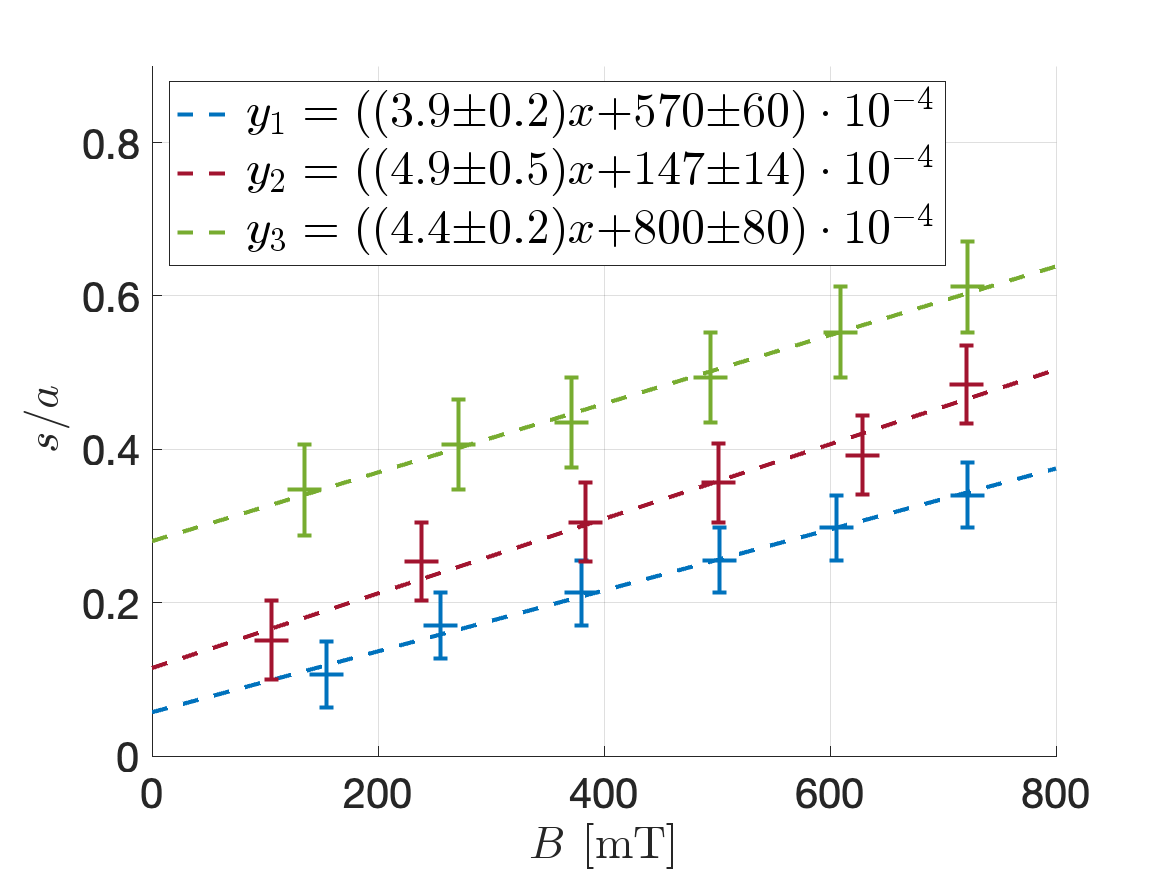 y₁ = ((3.9±0.2)x+570±60) · 10⁻⁴
y₂ = ((4.9±0.5)x+147±14) · 10⁻⁴
y₃ = ((4.4±0.2)x+800±80) · 10⁻⁴
0.8
0.6
0.4
0.2
0
s/a
0 200 400 600 800
B [mT]